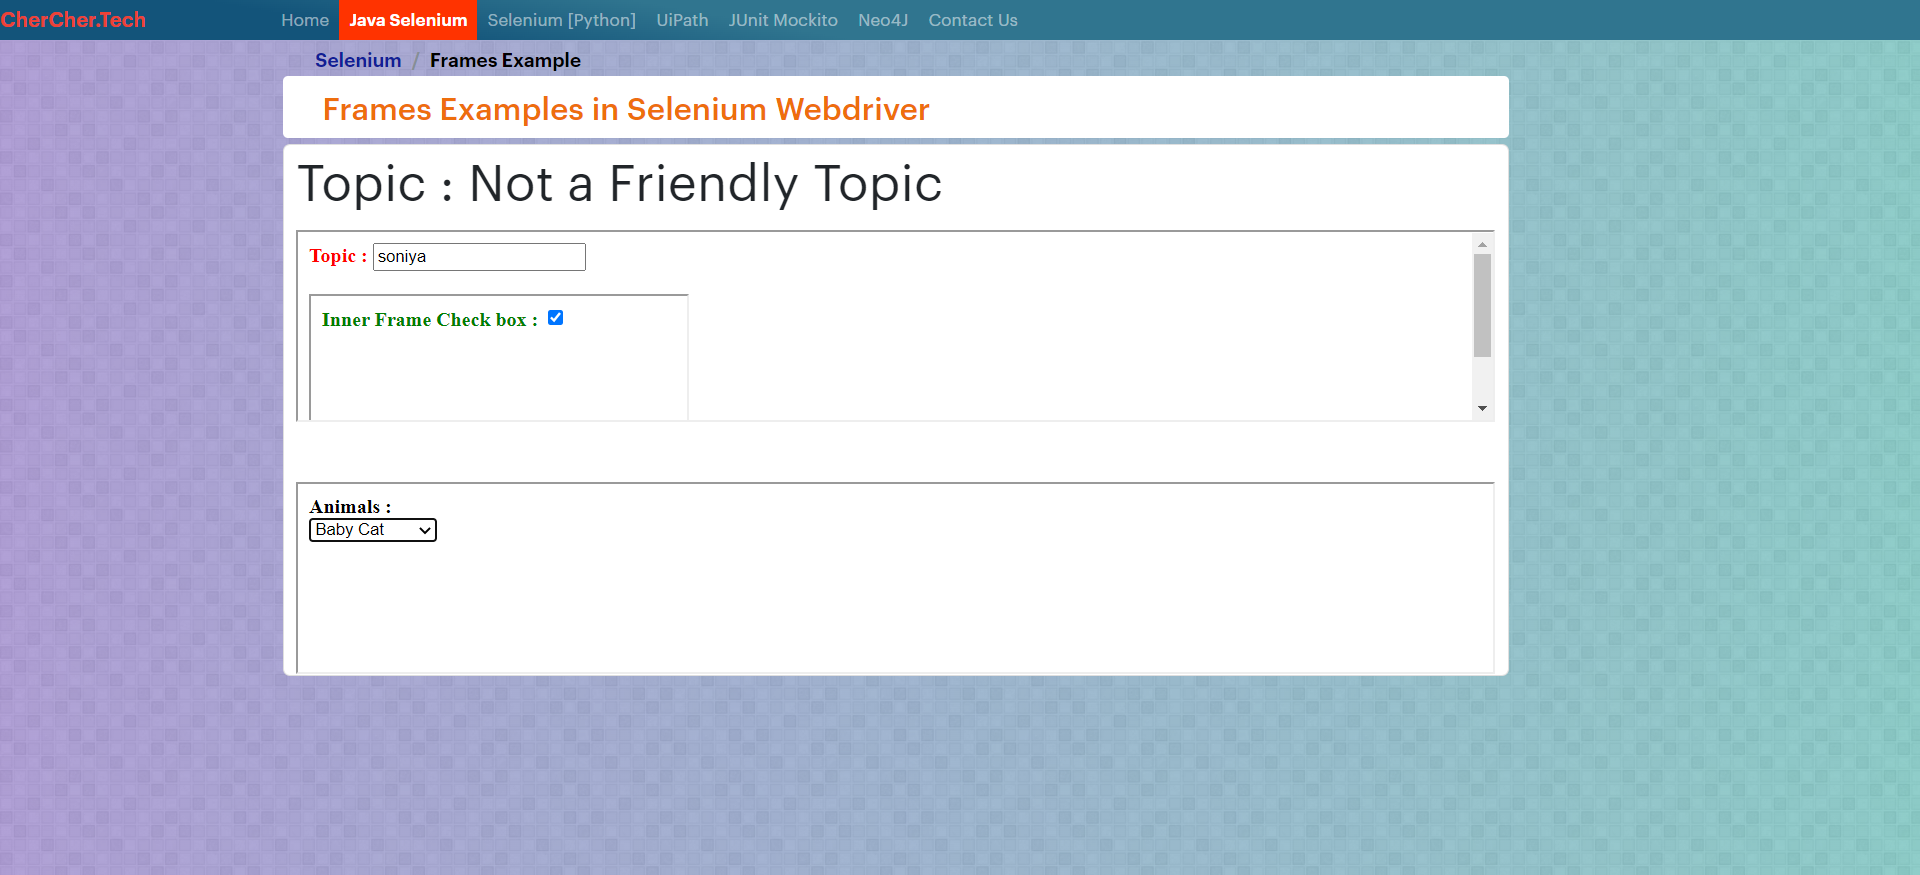 CherCher.Tech Home Java Selenium Selenium [Python] UiPath JUnit Mockito Neo4J Contact Us
Selenium / Frames Example
Frames Examples in Selenium Webdriver
Topic : Not a Friendly Topic
Topic : soniya
Inner Frame Check box :
Animals :
Baby Cat